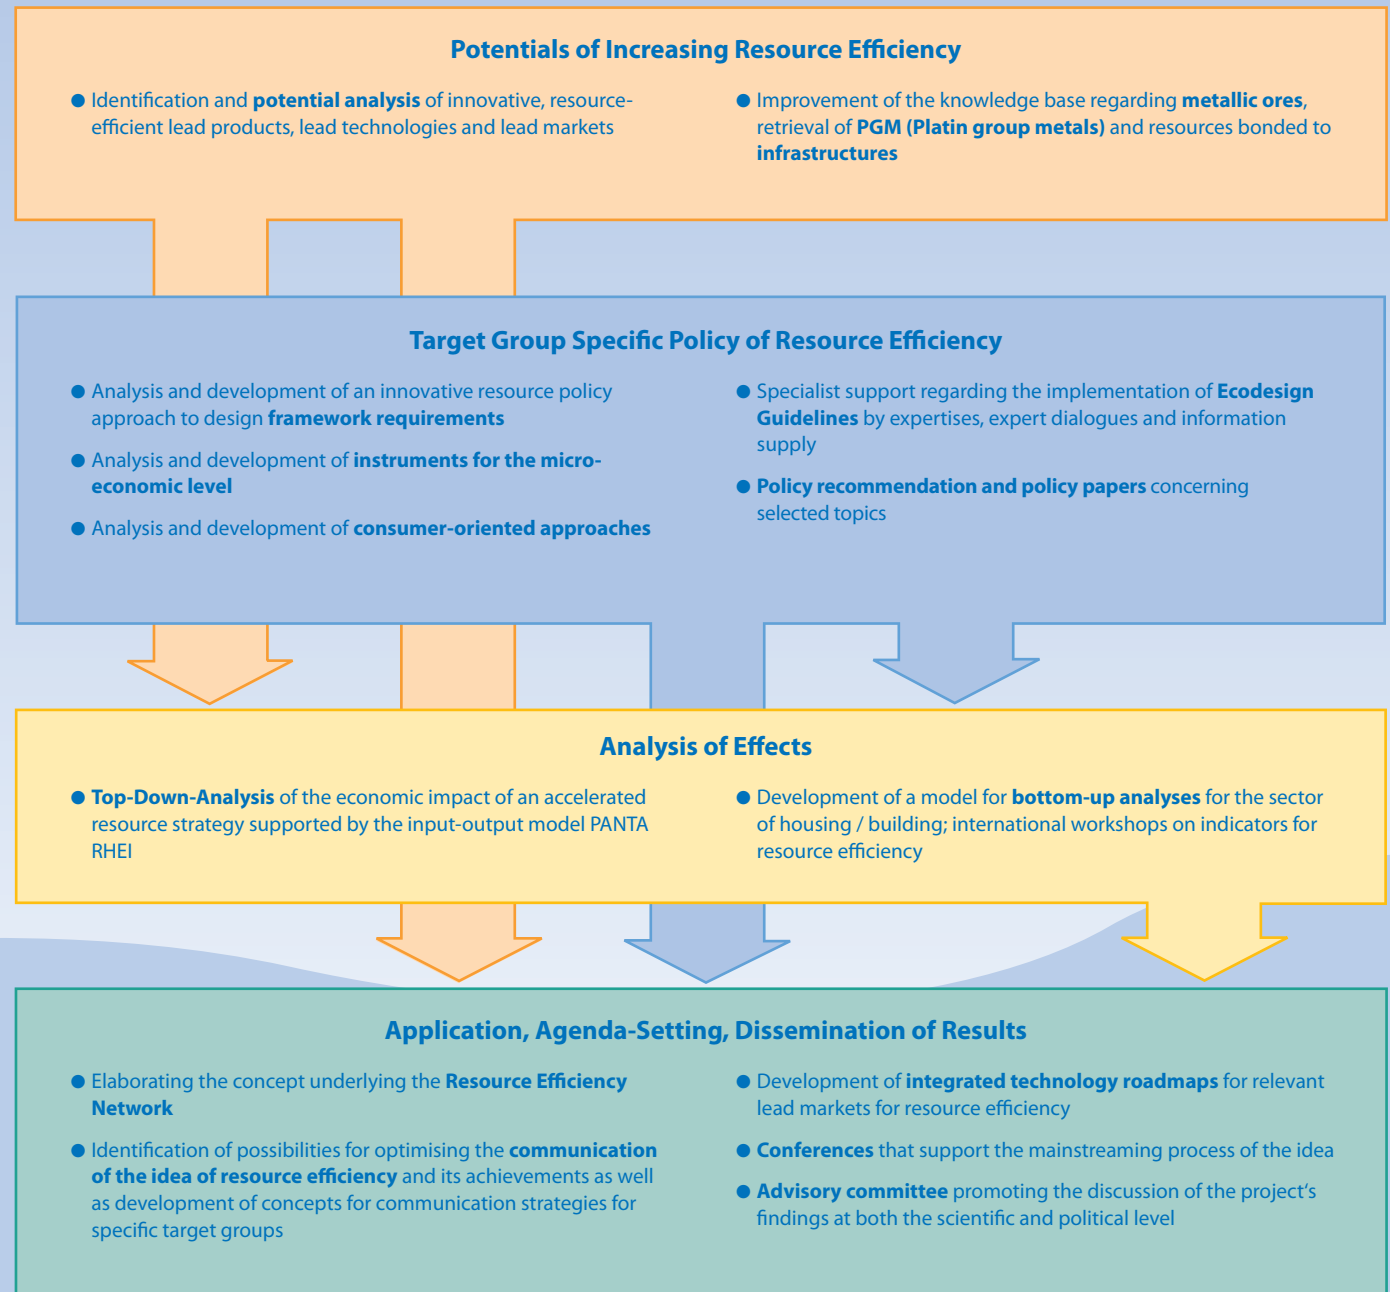 Potentials of Increasing Resource Efficiency
● Identification and potential analysis of innovative, resource-
efficient lead products, lead technologies and lead markets
● Improvement of the knowledge base regarding metallic ores,
retrieval of PGM (Platin group metals) and resources bonded to
infrastructures
Target Group Specific Policy of Resource Efficiency
● Analysis and development of an innovative resource policy
approach to design framework requirements
● Analysis and development of instruments for the micro-
economic level
● Analysis and development of consumer-oriented approaches
● Specialist support regarding the implementation of Ecodesign
Guidelines by expertises, expert dialogues and information
supply
● Policy recommendation and policy papers concerning
selected topics
Analysis of Effects
● Top-Down-Analysis of the economic impact of an accelerated
resource strategy supported by the input-output model PANTA
RHEI
● Development of a model for bottom-up analyses for the sector
of housing / building; international workshops on indicators for
resource efficiency
Application, Agenda-Setting, Dissemination of Results
● Elaborating the concept underlying the Resource Efficiency
Network
● Identification of possibilities for optimising the communication
of the idea of resource efficiency and its achievements as well
as development of concepts for communication strategies for
specific target groups
● Development of integrated technology roadmaps for relevant
lead markets for resource efficiency
● Conferences that support the mainstreaming process of the idea
● Advisory committee promoting the discussion of the project's
findings at both the scientific and political level